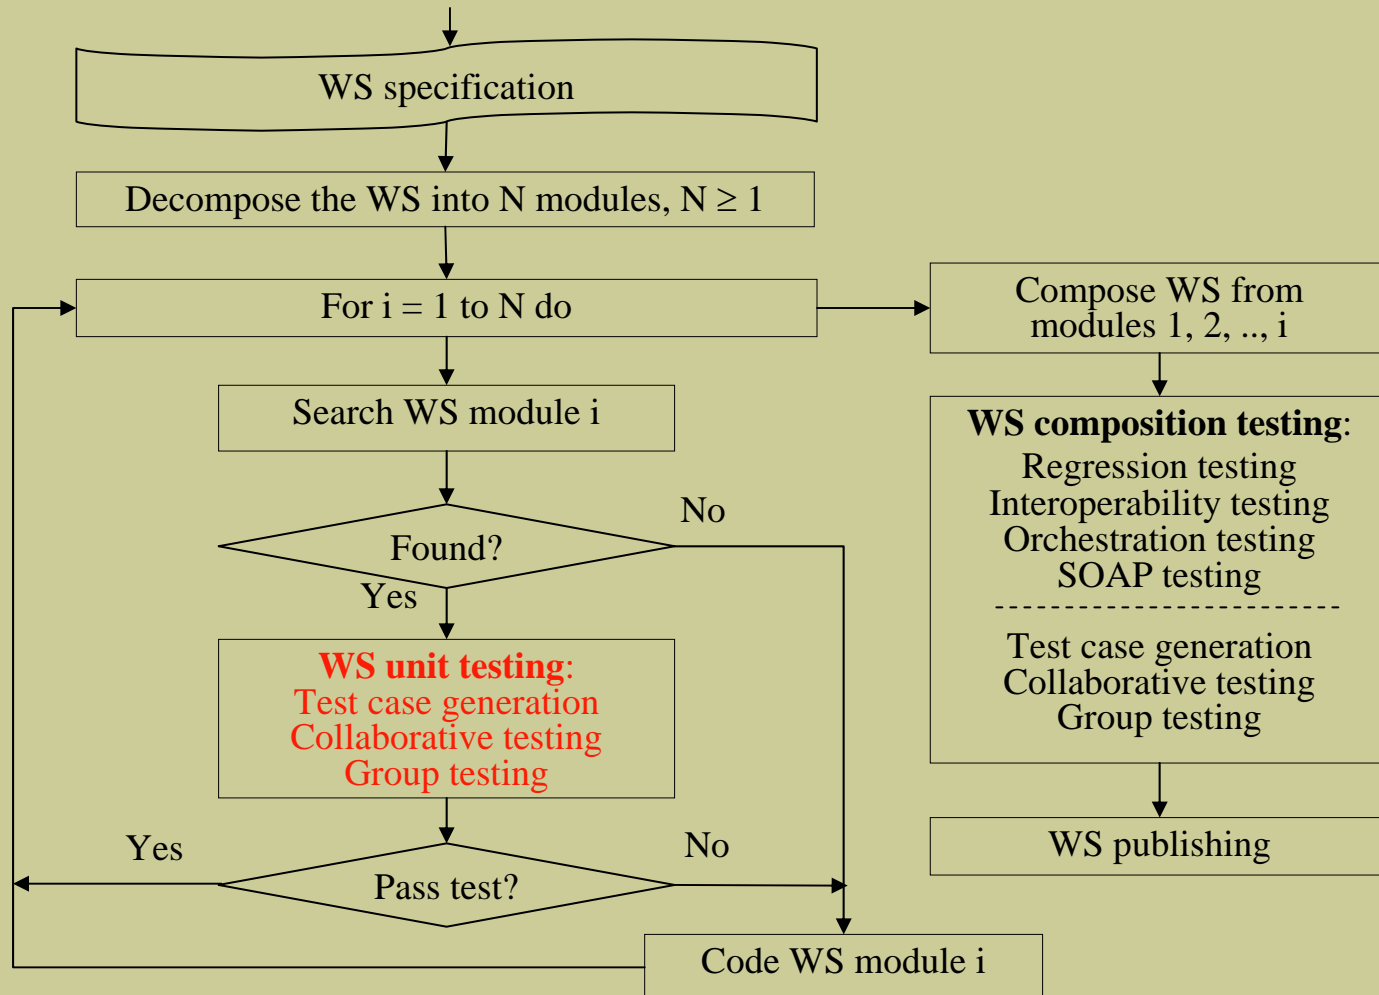 WS specification
Decompose the WS into N modules, N ≥ 1
For i = 1 to N do
Search WS module i
Found?
No
Yes
WS unit testing:
Test case generation
Collaborative testing
Group testing
Yes
Pass test?
No
Code WS module i
Compose WS from
modules 1, 2, .., i
WS composition testing:
Regression testing
Interoperability testing
Orchestration testing
SOAP testing
Test case generation
Collaborative testing
Group testing
WS publishing